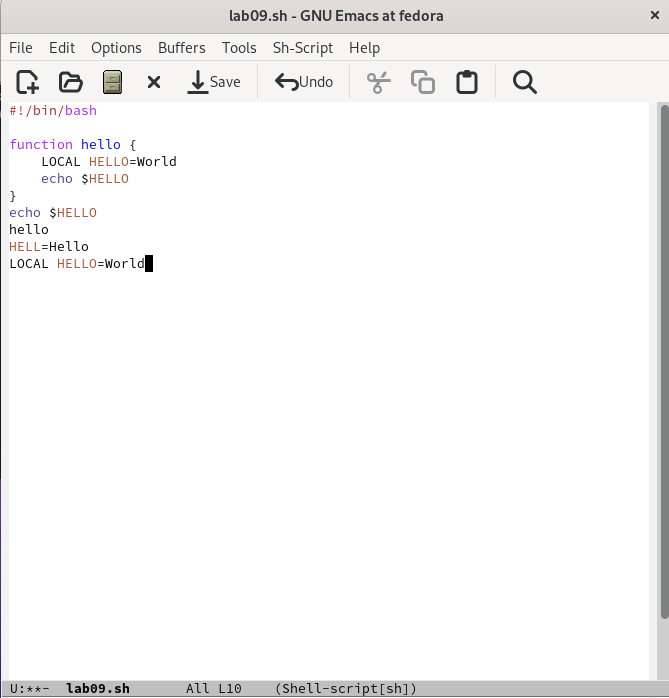 lab09.sh - GNU Emacs at fedora
File Edit Options Buffers Tools Sh-Script Help
Save Undo
#!/bin/bash
function hello {
    LOCAL HELLO=World
    echo $HELLO
}
echo $HELLO
hello
HELL=Hello
LOCAL HELLO=World
U:**-  lab09.sh       All L10    (Shell-script[sh])